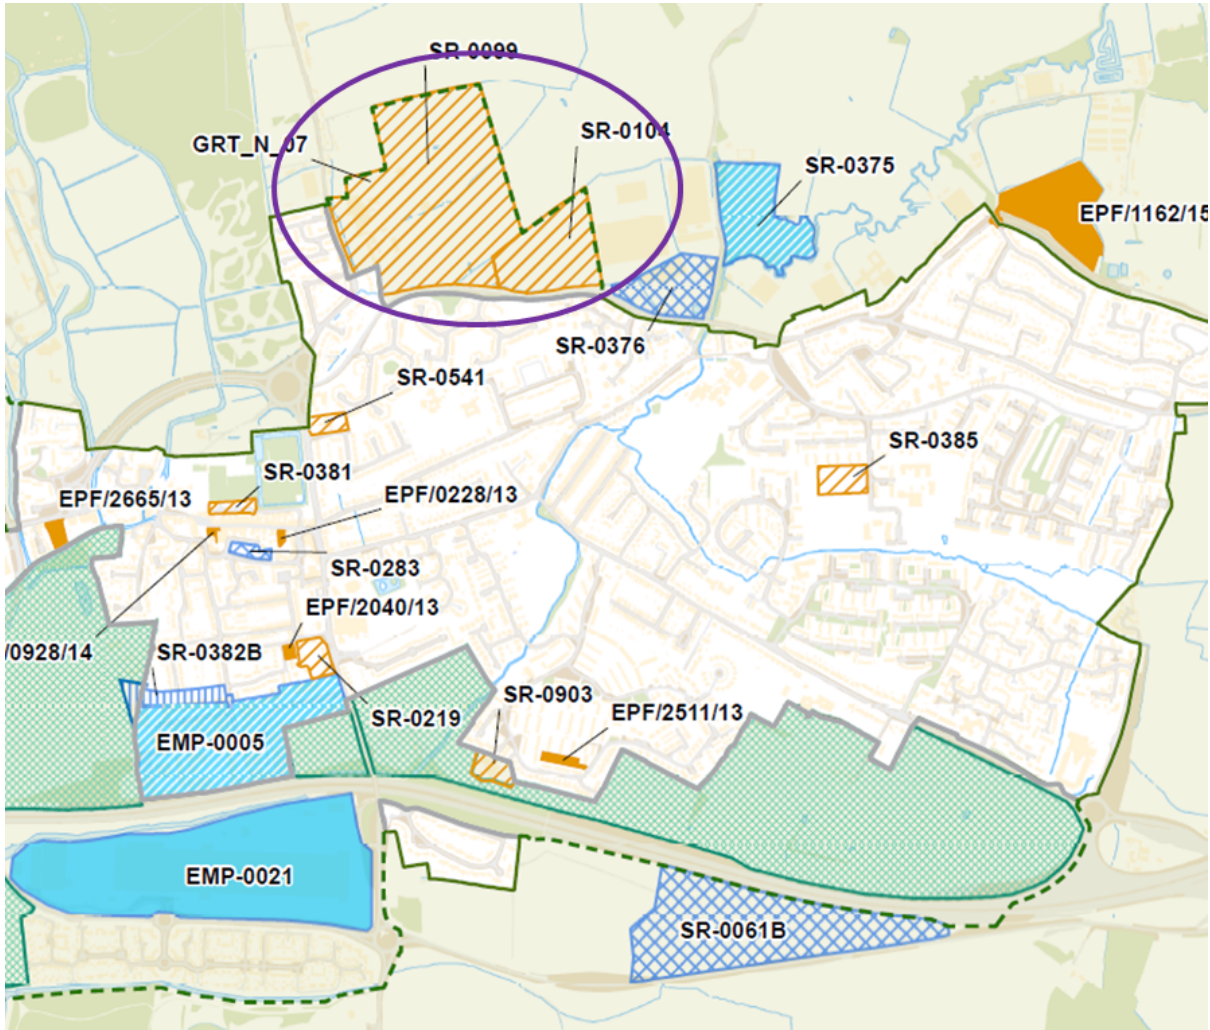 SR-0099
GRT_N_07
SR-0104
SR-0375
EPF/1162/15
SR-0376
SR-0541
SR-0385
SR-0381
EPF/2665/13
EPF/0228/13
SR-0283
EPF/2040/13
/0928/14
SR-0382B
SR-0903
SR-0219
EPF/2511/13
EMP-0005
EMP-0021
SR-0061B